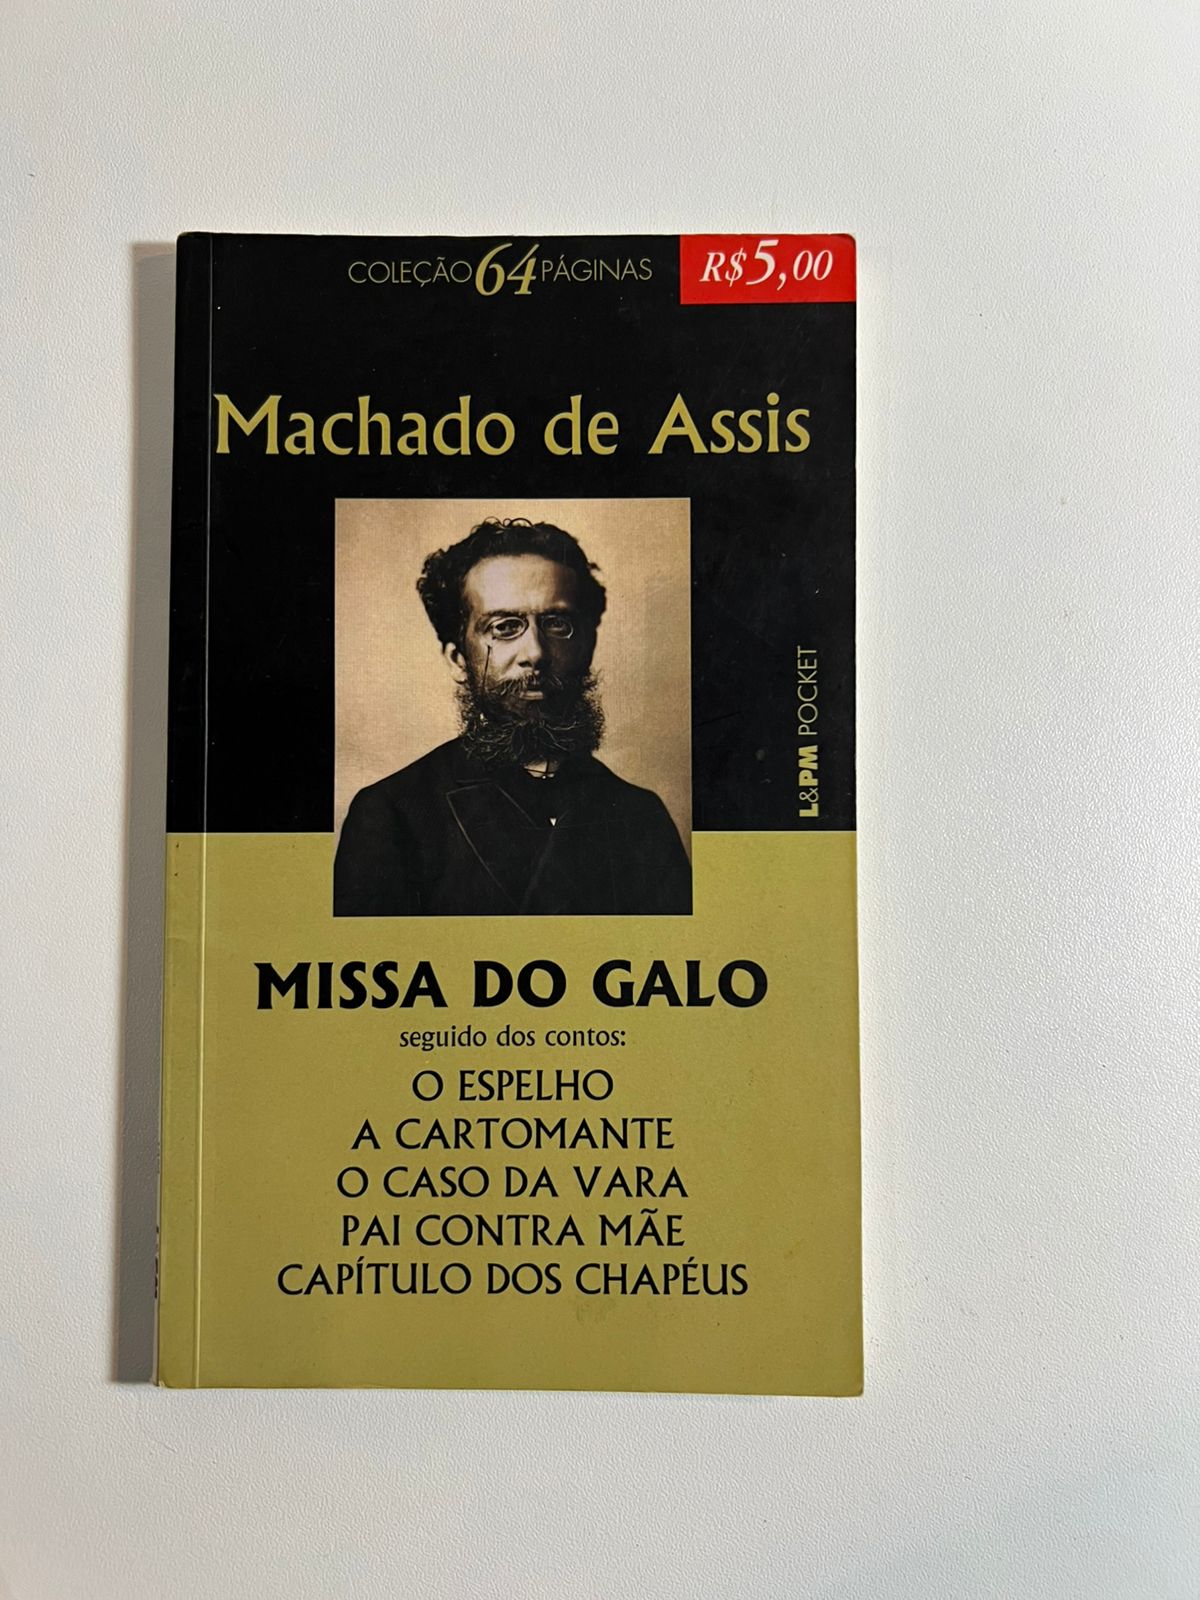 COLEÇÃO 64 PÁGINAS
R$ 5,00
Machado de Assis
L&PM POCKET
MISSA DO GALO
seguido dos contos:
O ESPELHO
A CARTOMANTE
O CASO DA VARA
PAI CONTRA MÃE
CAPÍTULO DOS CHAPÉUS